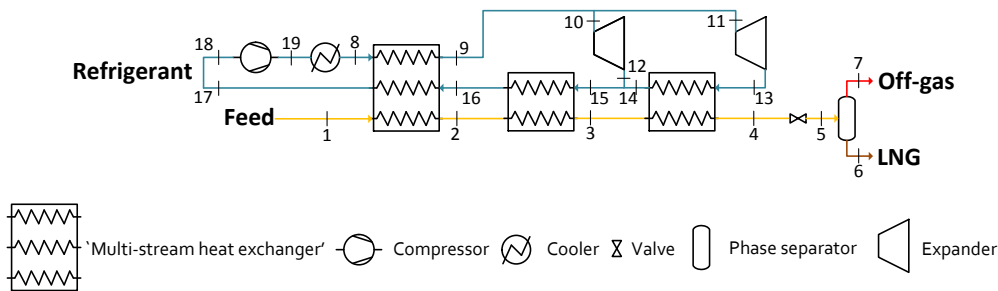 10 11
18 19 8 9 7
Refrigerant 12 Off-gas
17 16 15 14 13
Feed
1 2 3 4 5
6 LNG
‘Multi-stream heat exchanger’ Compressor Cooler Valve Phase separator Expander